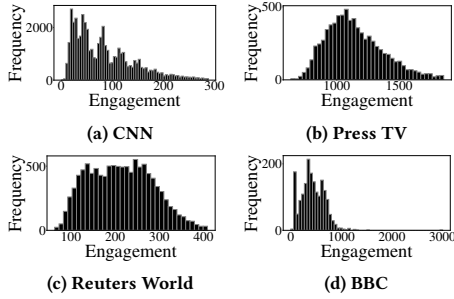 Frequency
2000
0
0 100 200 300
Engagement
(a) CNN
Frequency
500
0
1000 1500
Engagement
(b) Press TV
Frequency
500
0
100 200 300 400
Engagement
(c) Reuters World
Frequency
200
0
0 1000 2000 3000
Engagement
(d) BBC